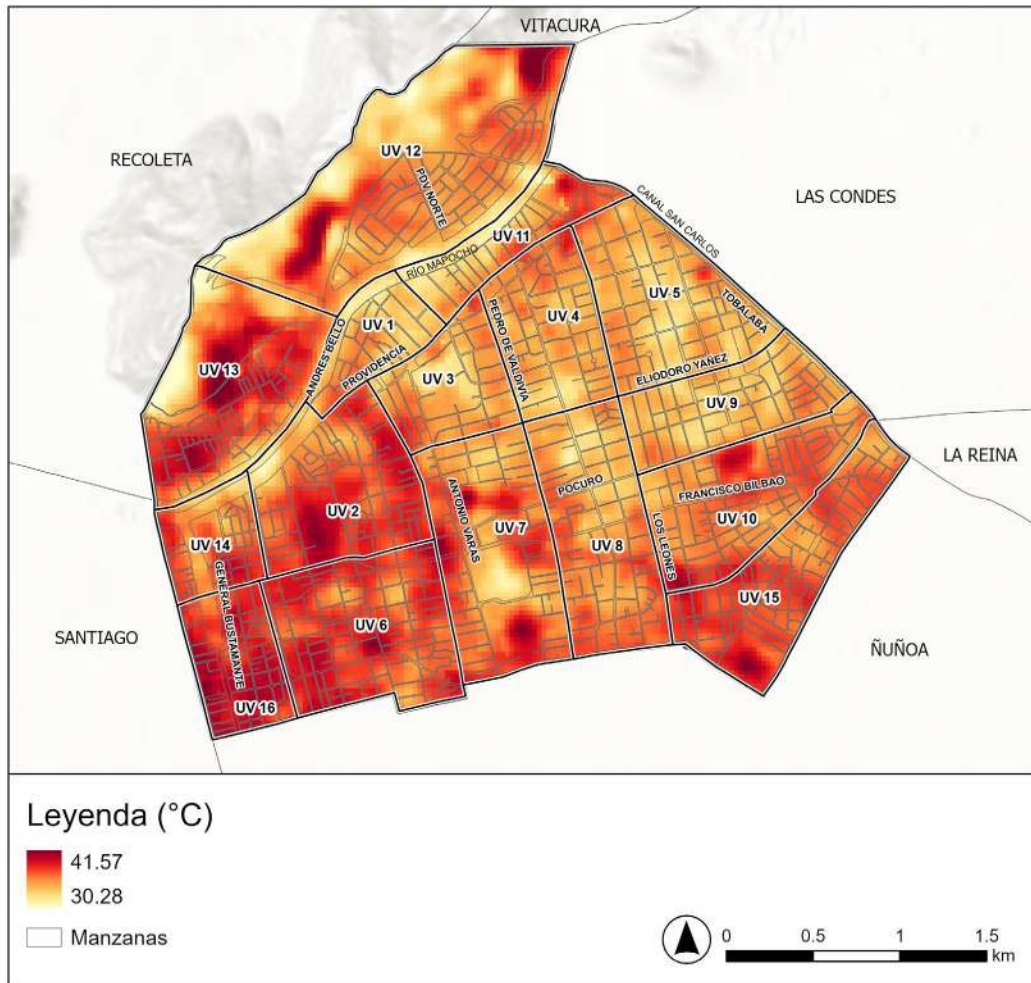 VITACURA
RECOLETA
UV 12
PDV NORTE
LAS CONDES
CANAL SAN CARLOS
UV 11
RÍO MAPOCHO
UV 5
TOBALABA
UV 1
PEDRO DE VALDIVIA
UV 4
ANDRES BELLO
PROVIDENCIA
UV 13
UV 3
ELIODORO YAÑEZ
UV 9
LA REINA
POCURO
FRANCISCO BILBAO
ANTONIO VARAS
UV 2
UV 7
LOS LEONES
UV 10
UV 14
UV 8
GENERAL BUSTAMANTE
UV 15
SANTIAGO
UV 6
ÑUÑOA
UV 16
Leyenda (°C)
41.57
30.28
Manzanas
0 0.5 1 1.5
km